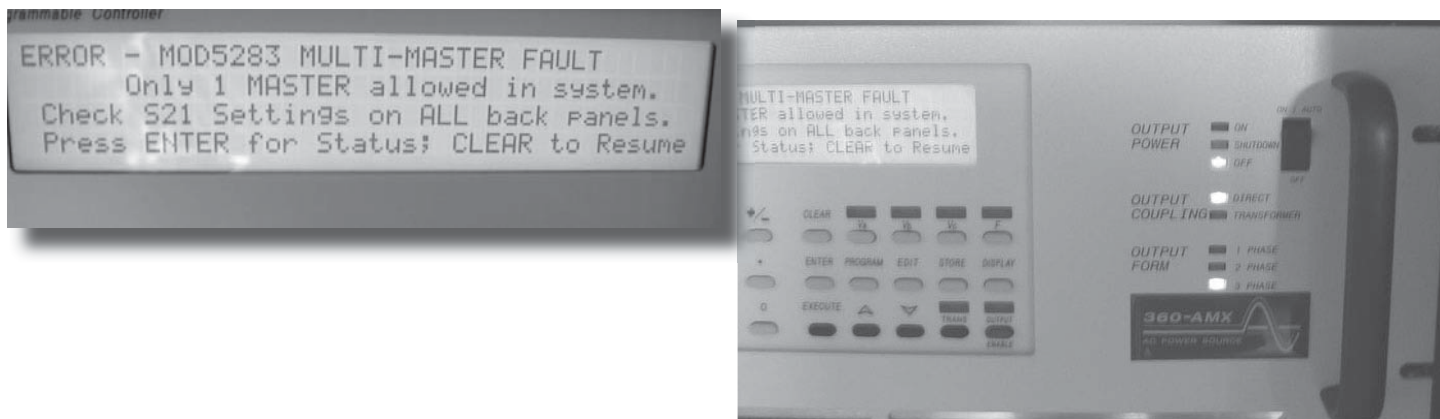 grammable Controller
ERROR - MOD5283 MULTI-MASTER FAULT
Only 1 MASTER allowed in system.
Check S21 Settings on ALL back panels.
Press ENTER for Status; CLEAR to Resume
MULTI-MASTER FAULT
TER allowed in system.
ngs on ALL back panels.
Status; CLEAR to Resume
+/-
CLEAR
Va
Vb
Vc
F
ENTER
PROGRAM
EDIT
STORE
DISPLAY
0
EXECUTE
TRANS
OUTPUT
ENABLE
OUTPUT
POWER
ON
SHUTDOWN
OFF
OFF
OUTPUT
COUPLING
DIRECT
TRANSFORMER
OUTPUT
FORM
1 PHASE
2 PHASE
3 PHASE
360-AMX
AC POWER SOURCE